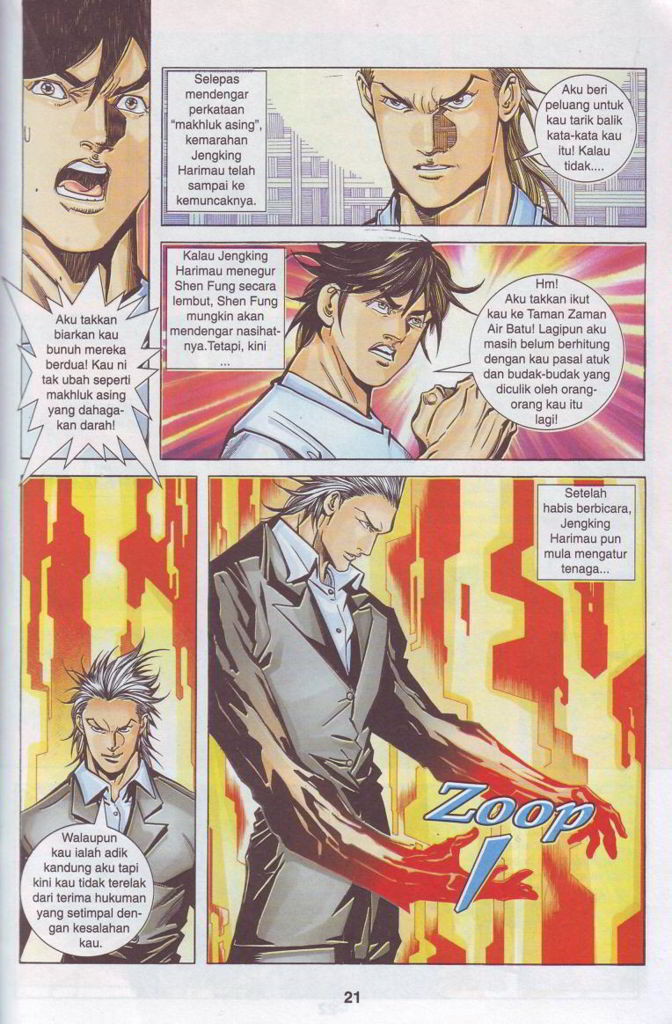 Aku takkan
biarkan kau
bunuh mereka
berdua! Kau ni
tak ubah seperti
makhluk asing
yang dahaga-
kan darah!
Selepas
mendengar
perkataan
“makhluk asing”,
kemarahan
Jengking
Harimau telah
sampai ke
kemuncaknya.
Aku beri
peluang untuk
kau tarik balik
kata-kata kau
itu! Kalau
tidak....
Kalau Jengking
Harimau menegur
Shen Fung secara
lembut, Shen Fung
mungkin akan
mendengar nasihat-
nya.Tetapi, kini
...
Hm!
Aku takkan ikut
kau ke Taman Zaman
Air Batu! Lagipun aku
masih belum berhitung
dengan kau pasal atuk
dan budak-budak yang
diculik oleh orang-
orang kau itu
lagi!
Walaupun
kau ialah adik
kandung aku tapi
kini kau tidak terelak
dari terima hukuman
yang setimpal den-
gan kesalahan
kau.
Setelah
habis berbicara,
Jengking
Harimau pun
mula mengatur
tenaga...
Zoop
!
21